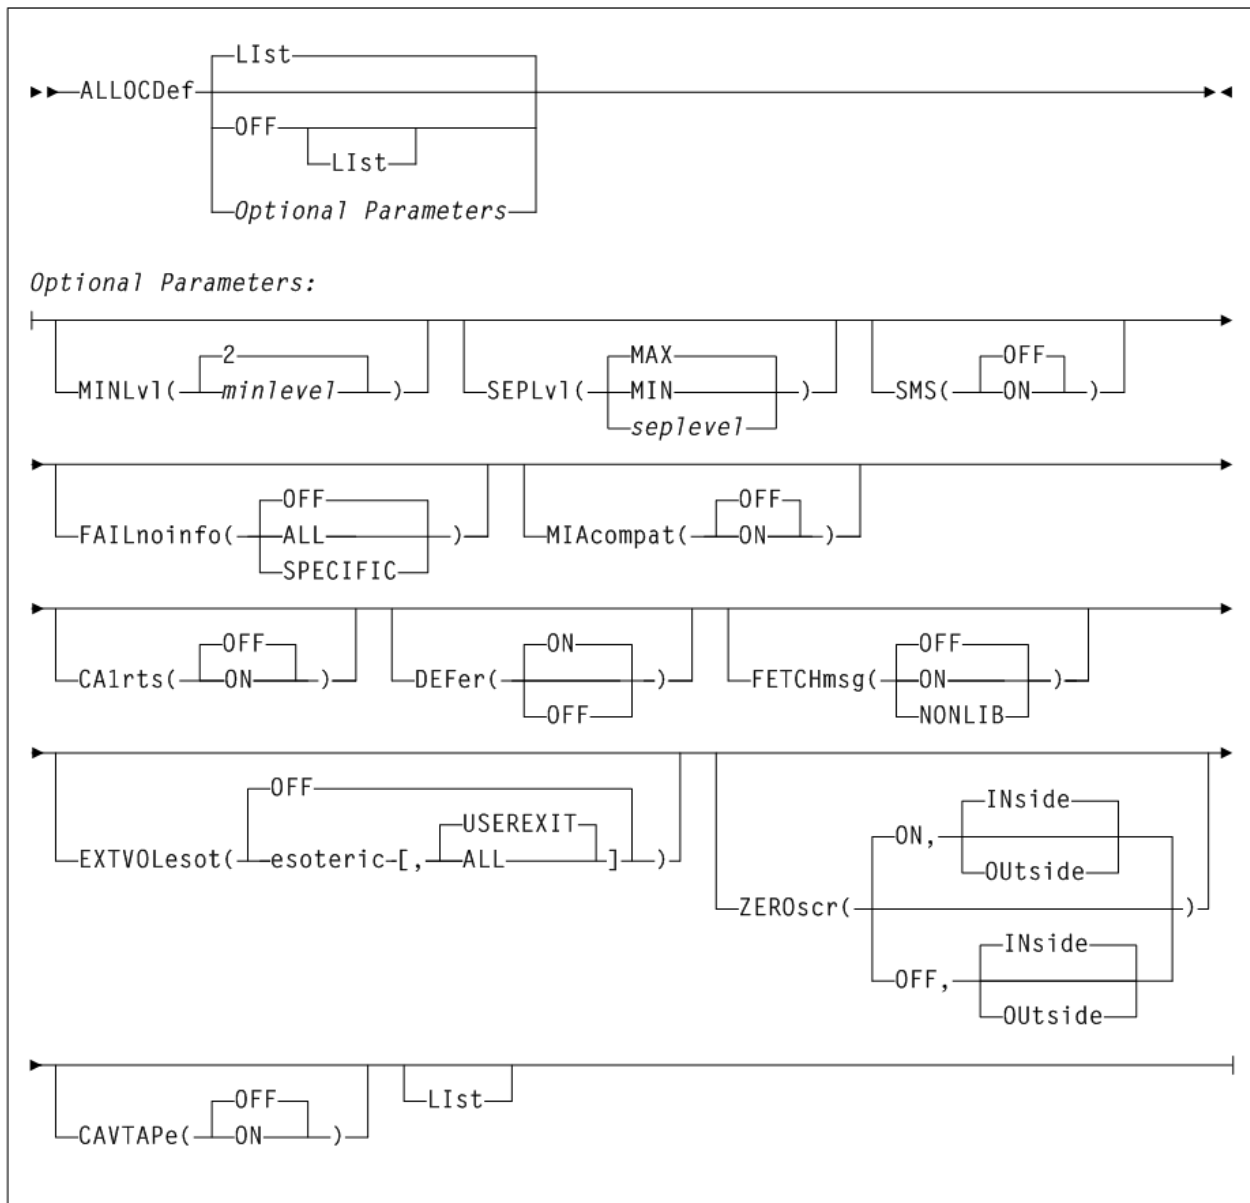 LIst
ALLOCDef
OFF
LIst
Optional Parameters
Optional Parameters:
2
MINLvl( minlevel )
MAX
SEPLvl( MIN )
seplevel
OFF
SMS( ON )
OFF
FAILnoinfo( ALL )
SPECIFIC
OFF
MIAcompat( ON )
OFF
CA1rts( ON )
ON
DEFer( )
OFF
OFF
FETCHmsg( ON )
NONLIB
OFF
USEREXIT
EXTVOLesot( esoteric [, ALL ] )
INside
ON,
OUtside
ZEROscr( )
INside
OFF,
OUtside
OFF
CAVTAPe( ON )
LIst